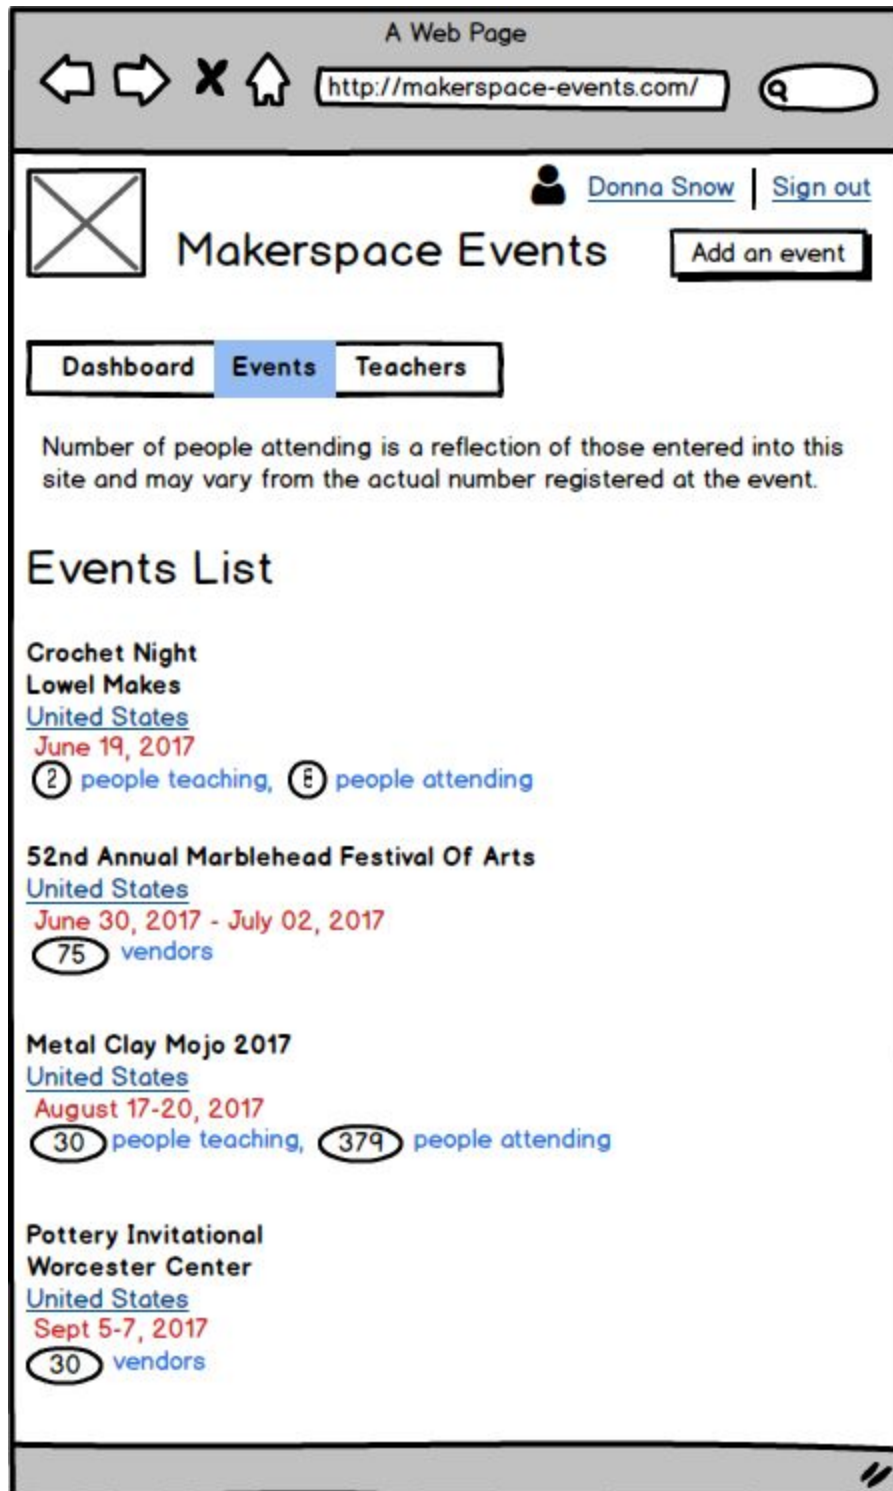 A Web Page
http://makerspace-events.com/
Donna Snow Sign out
Makerspace Events
Add an event
Dashboard Events Teachers
Number of people attending is a reflection of those entered into this
site and may vary from the actual number registered at the event.
Events List
Crochet Night
Lowel Makes
United States
June 19, 2017
2 people teaching, people attending
52nd Annual Marblehead Festival Of Arts
United States
June 30, 2017 - July 02, 2017
75 vendors
Metal Clay Mojo 2017
United States
August 17-20, 2017
30 people teaching, 379 people attending
Pottery Invitational
Worcester Center
United States
Sept 5-7, 2017
30 vendors